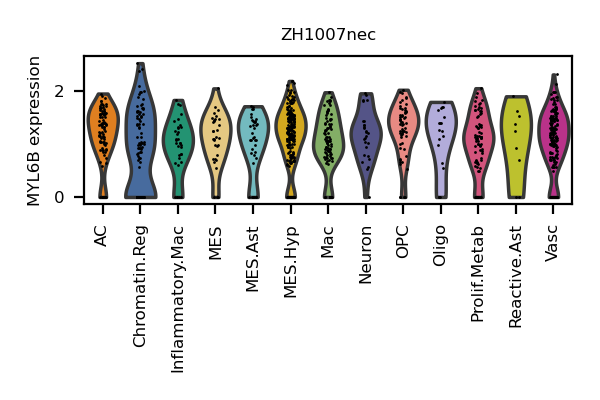 ZH1007nec
MYL6B expression
2
0
AC
Chromatin.Reg
Inflammatory.Mac
MES
MES.Ast
MES.Hyp
Mac
Neuron
OPC
Oligo
Prolif.Metab
Reactive.Ast
Vasc